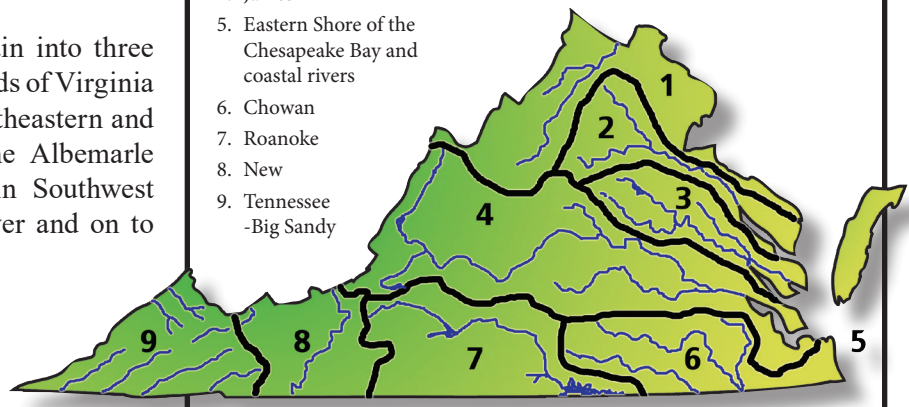 in into three
ds of Virginia
theastern and
e Albemarle
in Southwest
ver and on to
5. Eastern Shore of the
Chesapeake Bay and
coastal rivers
6. Chowan
7. Roanoke
8. New
9. Tennessee
-Big Sandy
1
2
3
4
5
6
7
8
9